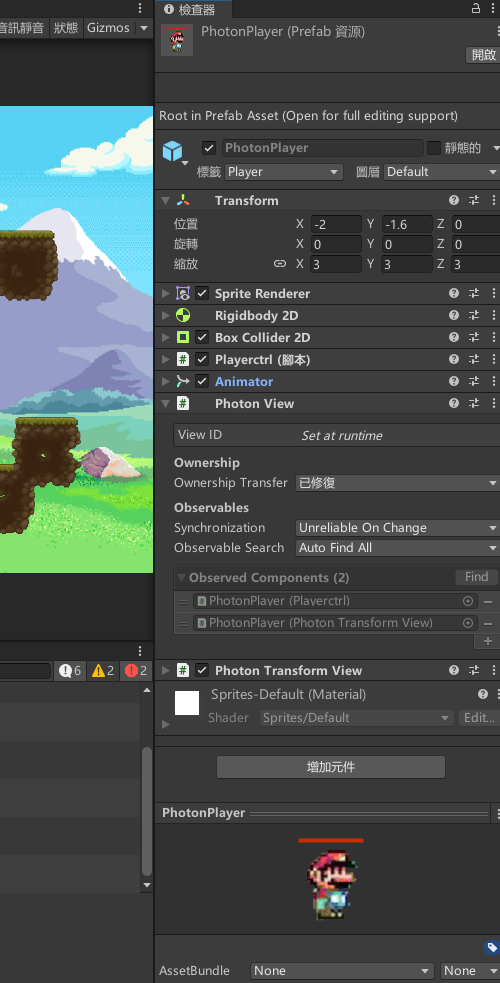 檢查器
音訊靜音 狀態 Gizmos
PhotonPlayer (Prefab 資源)
開啟
Root in Prefab Asset (Open for full editing support)
PhotonPlayer 靜態的
標籤 Player 圖層 Default
Transform
位置 X -2 Y -1.6 Z 0
旋轉 X 0 Y 0 Z 0
縮放 X 3 Y 3 Z 3
Sprite Renderer
Rigidbody 2D
Box Collider 2D
# Playerctrl (腳本)
Animator
# Photon View
View ID Set at runtime
Ownership
Ownership Transfer 已修復
Observables
Synchronization Unreliable On Change
Observable Search Auto Find All
Observed Components (2) Find
PhotonPlayer (Playerctrl)
PhotonPlayer (Photon Transform View)
6 2 2
# Photon Transform View
Sprites-Default (Material)
Shader Sprites/Default Edit...
增加元件
PhotonPlayer
AssetBundle None None